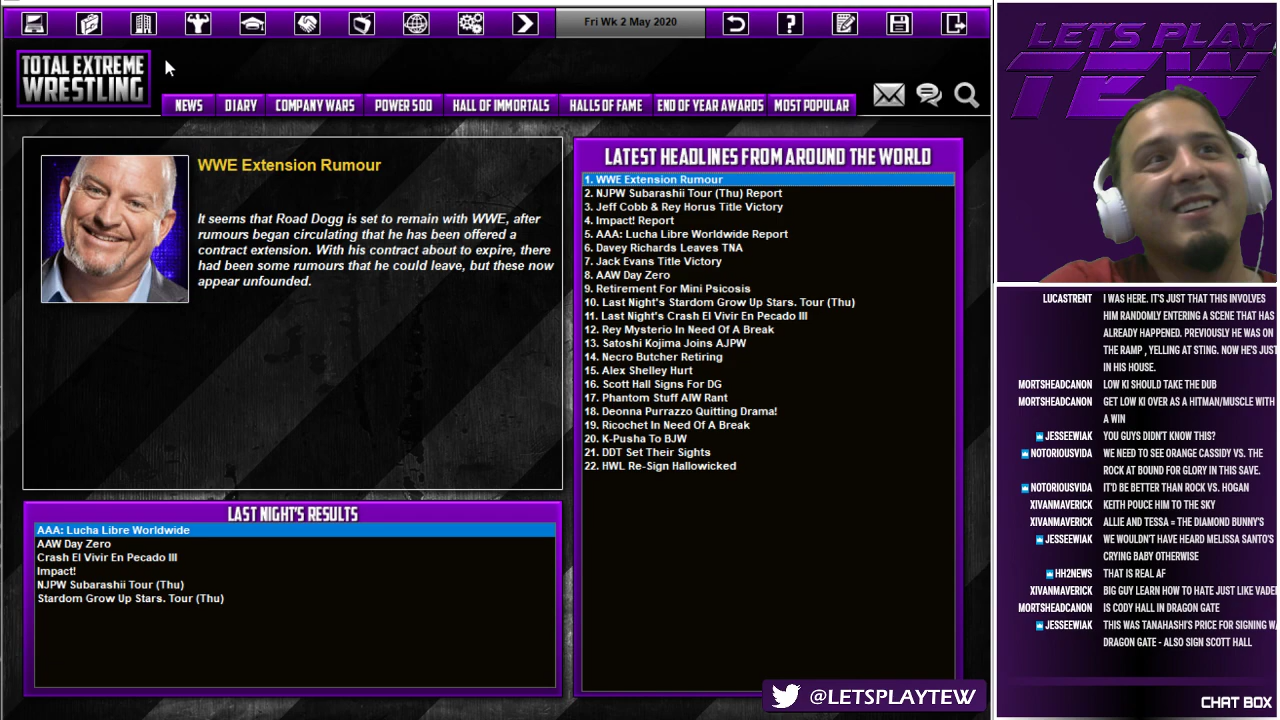 Fri Wk 2 May 2020
LETS PLAY
TEW
TOTAL EXTREME
WRESTLING
NEWS
DIARY
COMPANY WARS
POWER 500
HALL OF IMMORTALS
HALLS OF FAME
END OF YEAR AWARDS
MOST POPULAR
WWE Extension Rumour
It seems that Road Dogg is set to remain with WWE, after
rumours began circulating that he has been offered a
contract extension. With his contract about to expire, there
had been some rumours that he could leave, but these now
appear unfounded.
LATEST HEADLINES FROM AROUND THE WORLD
1. WWE Extension Rumour
2. NJPW Subarashii Tour (Thu) Report
3. Jeff Cobb & Rey Horus Title Victory
4. Impact! Report
5. AAA: Lucha Libre Worldwide Report
6. Davey Richards Leaves TNA
7. Jack Evans Title Victory
8. AAW Day Zero
9. Retirement For Mini Psicosis
10. Last Night's Stardom Grow Up Stars. Tour (Thu)
11. Last Night's Crash El Vivir En Pecado III
12. Rey Mysterio In Need Of A Break
13. Satoshi Kojima Joins AJPW
14. Necro Butcher Retiring
15. Alex Shelley Hurt
16. Scott Hall Signs For DG
17. Phantom Stuff AIW Rant
18. Deonna Purrazzo Quitting Drama!
19. Ricochet In Need Of A Break
20. K-Pusha To BJW
21. DDT Set Their Sights
22. HWL Re-Sign Hallowicked
LAST NIGHT'S RESULTS
AAA: Lucha Libre Worldwide
AAW Day Zero
Crash El Vivir En Pecado III
Impact!
NJPW Subarashii Tour (Thu)
Stardom Grow Up Stars. Tour (Thu)
@LETSPLAYTEW
LUCASTRENT I WAS HERE. IT'S JUST THAT THIS INVOLVES
HIM RANDOMLY ENTERING A SCENE THAT HAS
ALREADY HAPPENED. PREVIOUSLY HE WAS ON
THE RAMP , YELLING AT STING. NOW HE'S JUST
IN HIS HOUSE.
MORTSHEADCANON LOW KI SHOULD TAKE THE DUB
MORTSHEADCANON GET LOW KI OVER AS A HITMAN/MUSCLE WITH
A WIN
JESSEEWIAK YOU GUYS DIDN'T KNOW THIS?
NOTORIOUSVIDA WE NEED TO SEE ORANGE CASSIDY VS. THE
ROCK AT BOUND FOR GLORY IN THIS SAVE.
NOTORIOUSVIDA IT'D BE BETTER THAN ROCK VS. HOGAN
XIVANMAVERICK KEITH POUCE HIM TO THE SKY
XIVANMAVERICK ALLIE AND TESSA = THE DIAMOND BUNNY'S
JESSEEWIAK WE WOULDN'T HAVE HEARD MELISSA SANTO'S
CRYING BABY OTHERWISE
HH2NEWS THAT IS REAL AF
XIVANMAVERICK BIG GUY LEARN HOW TO HATE JUST LIKE VADE
MORTSHEADCANON IS CODY HALL IN DRAGON GATE
JESSEEWIAK THIS WAS TANAHASHI'S PRICE FOR SIGNING W/
DRAGON GATE - ALSO SIGN SCOTT HALL
CHAT BOX